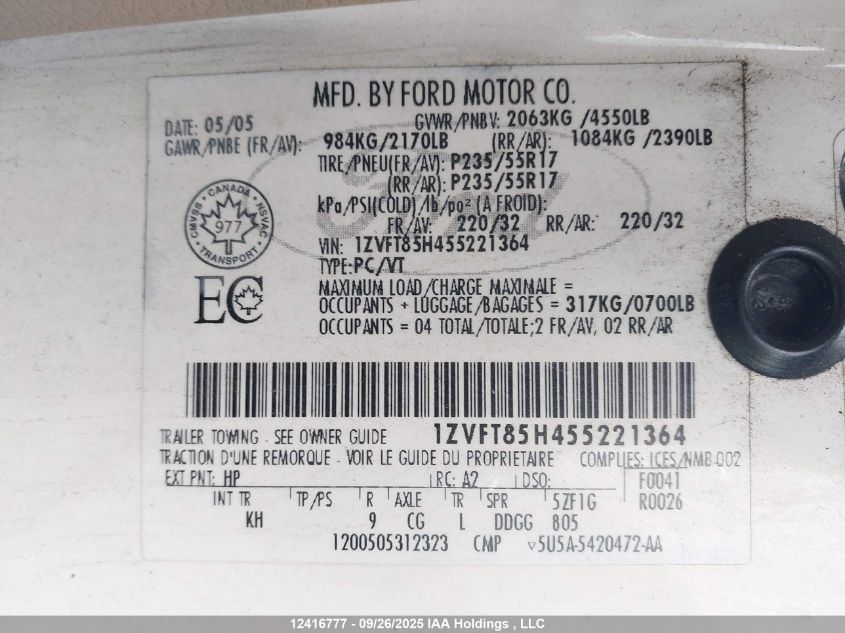 MFD. BY FORD MOTOR CO.
DATE: 05/05 GVWR/PNBV: 2063KG /4550LB
GAWR/PNBE (FR/AV): 984KG/2170LB (RR/AR): 1084KG /2390LB
TIRE/PNEU(FR/AV): P235/55R17
(RR/AR): P235/55R17
kPa/PSI(COLD) /lb/po² (A FROID):
FR/AV: 220/32 RR/AR: 220/32
CANADA
CMVSS 977 NSVAC
TRANSPORT
VIN: 1ZVFT85H455221364
TYPE:PC/VT
EC
MAXIMUM LOAD /CHARGE MAXIMALE =
OCCUPANTS + LUGGAGE/BAGAGES = 317KG/0700LB
OCCUPANTS = 04 TOTAL/TOTALE;2 FR/AV, 02 RR/AR
TRAILER TOWING - SEE OWNER GUIDE 1ZVFT85H455221364
TRACTION D'UNE REMORQUE - VOIR LE GUIDE DU PROPRIETAIRE COMPLIES: ICES/NMB-002
EXT PNT: HP RC: A2 DSO: F0041
INT TR TP/PS R AXLE TR SPR 5ZF1G R0026
KH 9 CG L DDGG 805
1200505312323 CMP 5U5A-5420472-AA
12416777 - 09/26/2025 IAA Holdings , LLC